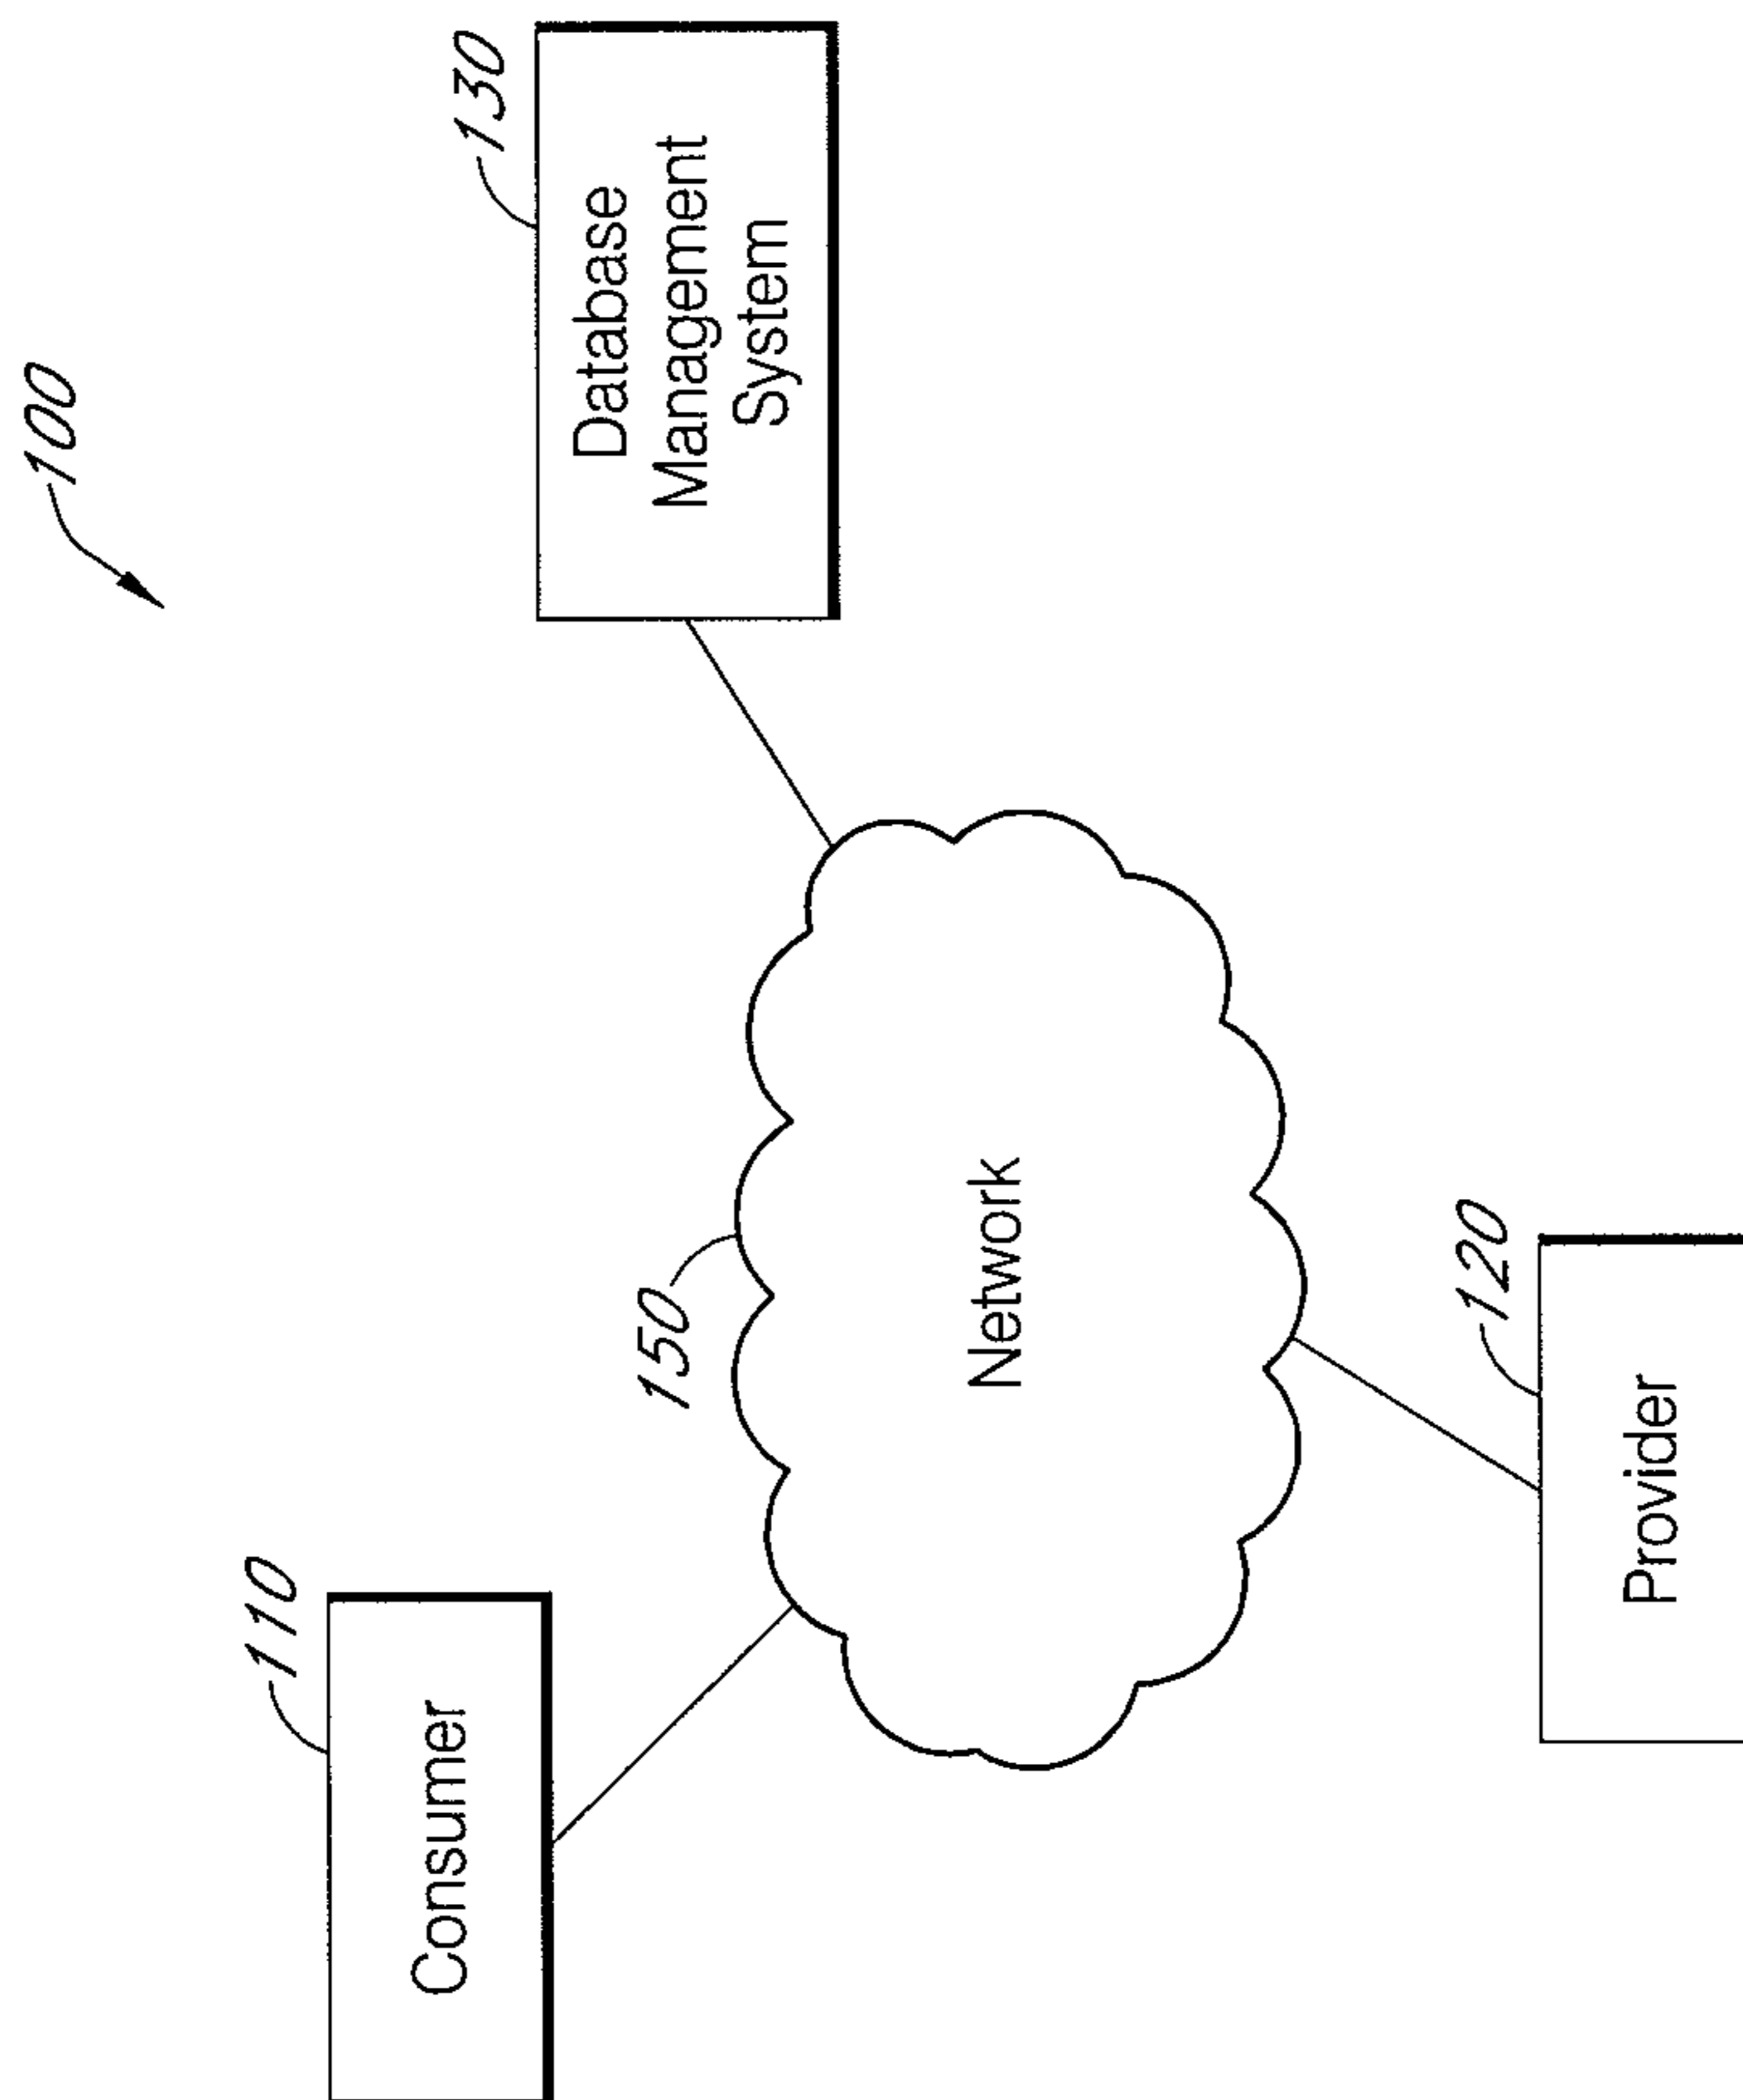 100
110
Consumer
130
Database
Management
System
150
Network
120
Provider